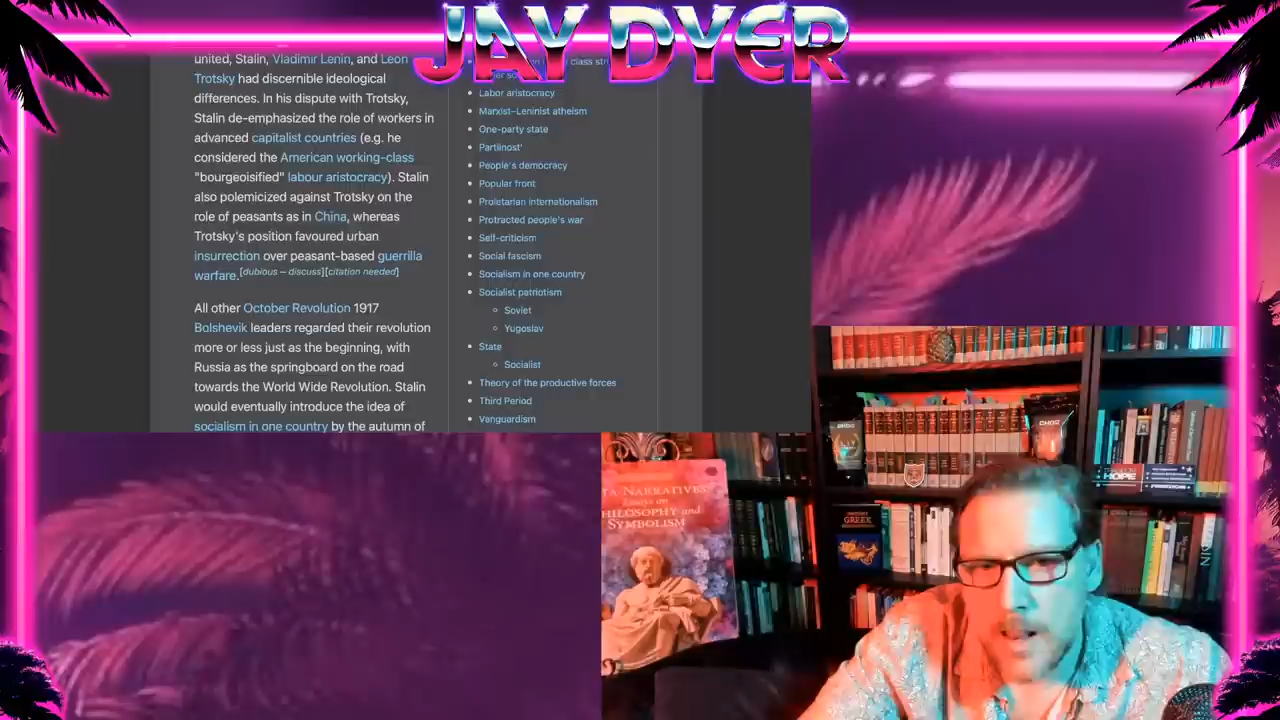 JAY DYER
united, Stalin, Vladimir Lenin, and Leon
Trotsky had discernible ideological
differences. In his dispute with Trotsky,
Stalin de-emphasized the role of workers in
advanced capitalist countries (e.g. he
considered the American working-class
"bourgeoisified" labour aristocracy). Stalin
also polemicized against Trotsky on the
role of peasants as in China, whereas
Trotsky's position favoured urban
insurrection over peasant-based guerrilla
warfare.[dubious – discuss][citation needed]
All other October Revolution 1917
Bolshevik leaders regarded their revolution
more or less just as the beginning, with
Russia as the springboard on the road
towards the World Wide Revolution. Stalin
would eventually introduce the idea of
socialism in one country by the autumn of
class
Labor aristocracy
Marxist–Leninist atheism
One-party state
Partiinost'
People's democracy
Popular front
Proletarian internationalism
Protracted people's war
Self-criticism
Social fascism
Socialism in one country
Socialist patriotism
Soviet
Yugoslav
State
Socialist
Theory of the productive forces
Third Period
Vanguardism
TA-NARRATIVES
Essays on
HILOSOPHY and
SYMBOLISM
GREEK
CHOQ
HOPE